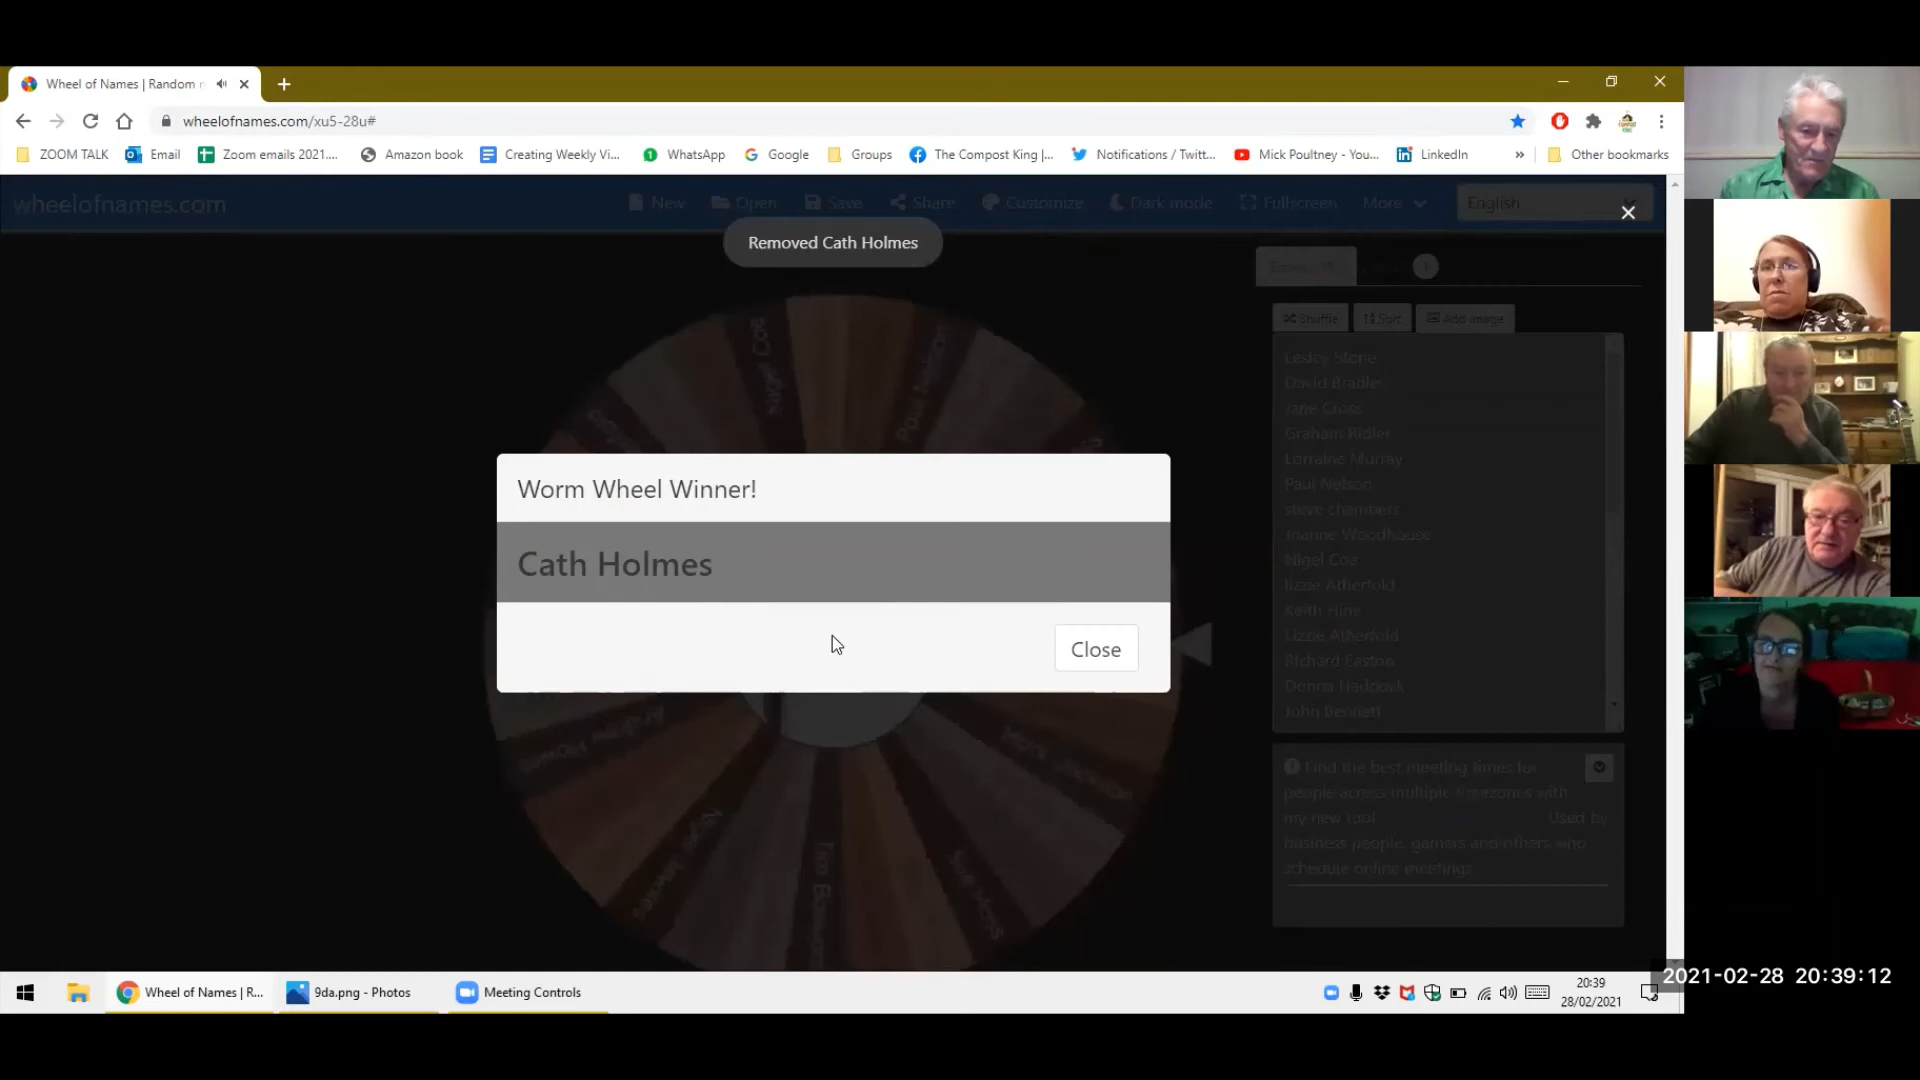 Wheel of Names | Random
wheelofnames.com/xu5-28u#
ZOOM TALK
Email
Zoom emails 2021....
Amazon book
Creating Weekly Vi...
WhatsApp
Google
Groups
The Compost King |...
Notifications / Twitt...
Mick Poultney - You...
LinkedIn
»
Other bookmarks
wheelofnames.com
New
Open
Save
Share
Customize
Dark mode
Fullscreen
More
English
Removed Cath Holmes
Shuffle
Sort
Add image
Lesley Stone
David Bradley
Jane Cross
Graham Ridler
Lorraine Murray
Paul Nelson
steve chambers
Joanne Woodhouse
Nigel Coe
lizzie Atherfold
Keith Hine
Lizzie Atherfold
Richard Easton
Donna Haddock
John Bennett
Nigel Coe
Paul Nelson
Worm Wheel Winner!
Cath Holmes
Close
Find the best meeting times for
people across multiple timezones with
my new tool Used by
business people, gamers and others who
schedule online meetings
Wheel of Names | R...
9da.png - Photos
Meeting Controls
20:39
28/02/2021
2021-02-28 20:39:12